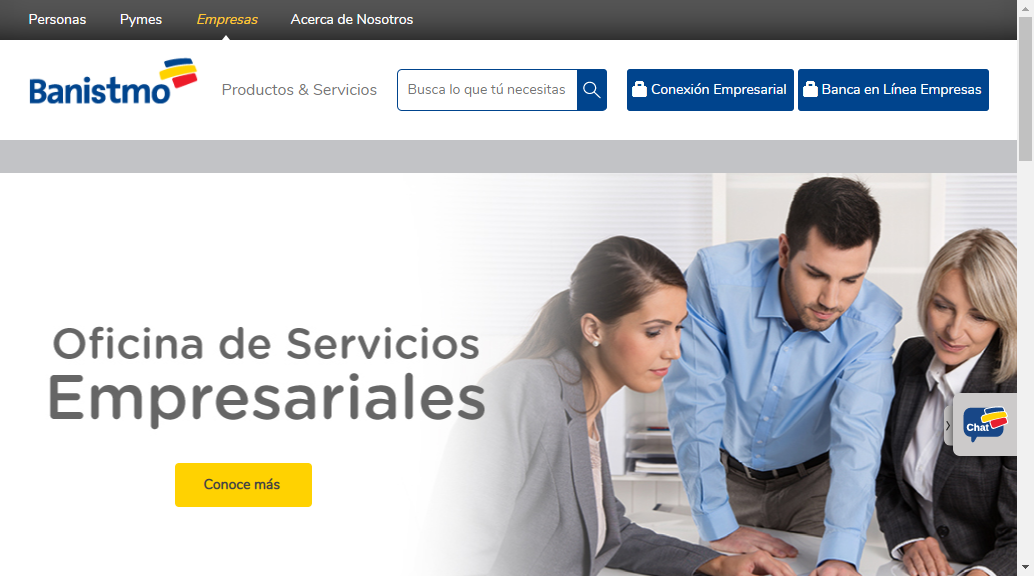 Personas Pymes Empresas Acerca de Nosotros
Banistmo Productos & Servicios Busca lo que tú necesitas Conexión Empresarial Banca en Línea Empresas
Oficina de Servicios
Empresariales
Chat
Conoce más